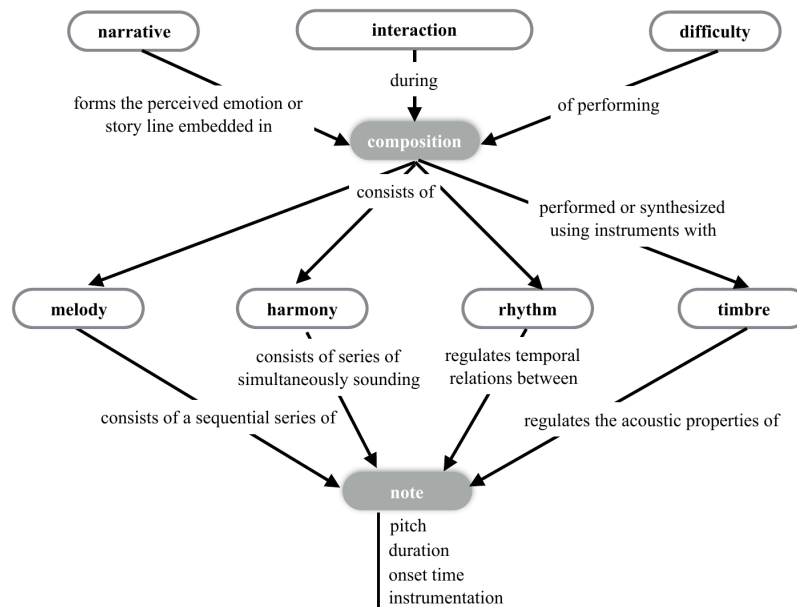 narrative
interaction
difficulty
during
forms the perceived emotion or
story line embedded in
of performing
composition
consists of
performed or synthesized
using instruments with
melody
harmony
rhythm
timbre
consists of series of
simultaneously sounding
regulates temporal
relations between
consists of a sequential series of
regulates the acoustic properties of
note
pitch
duration
onset time
instrumentation